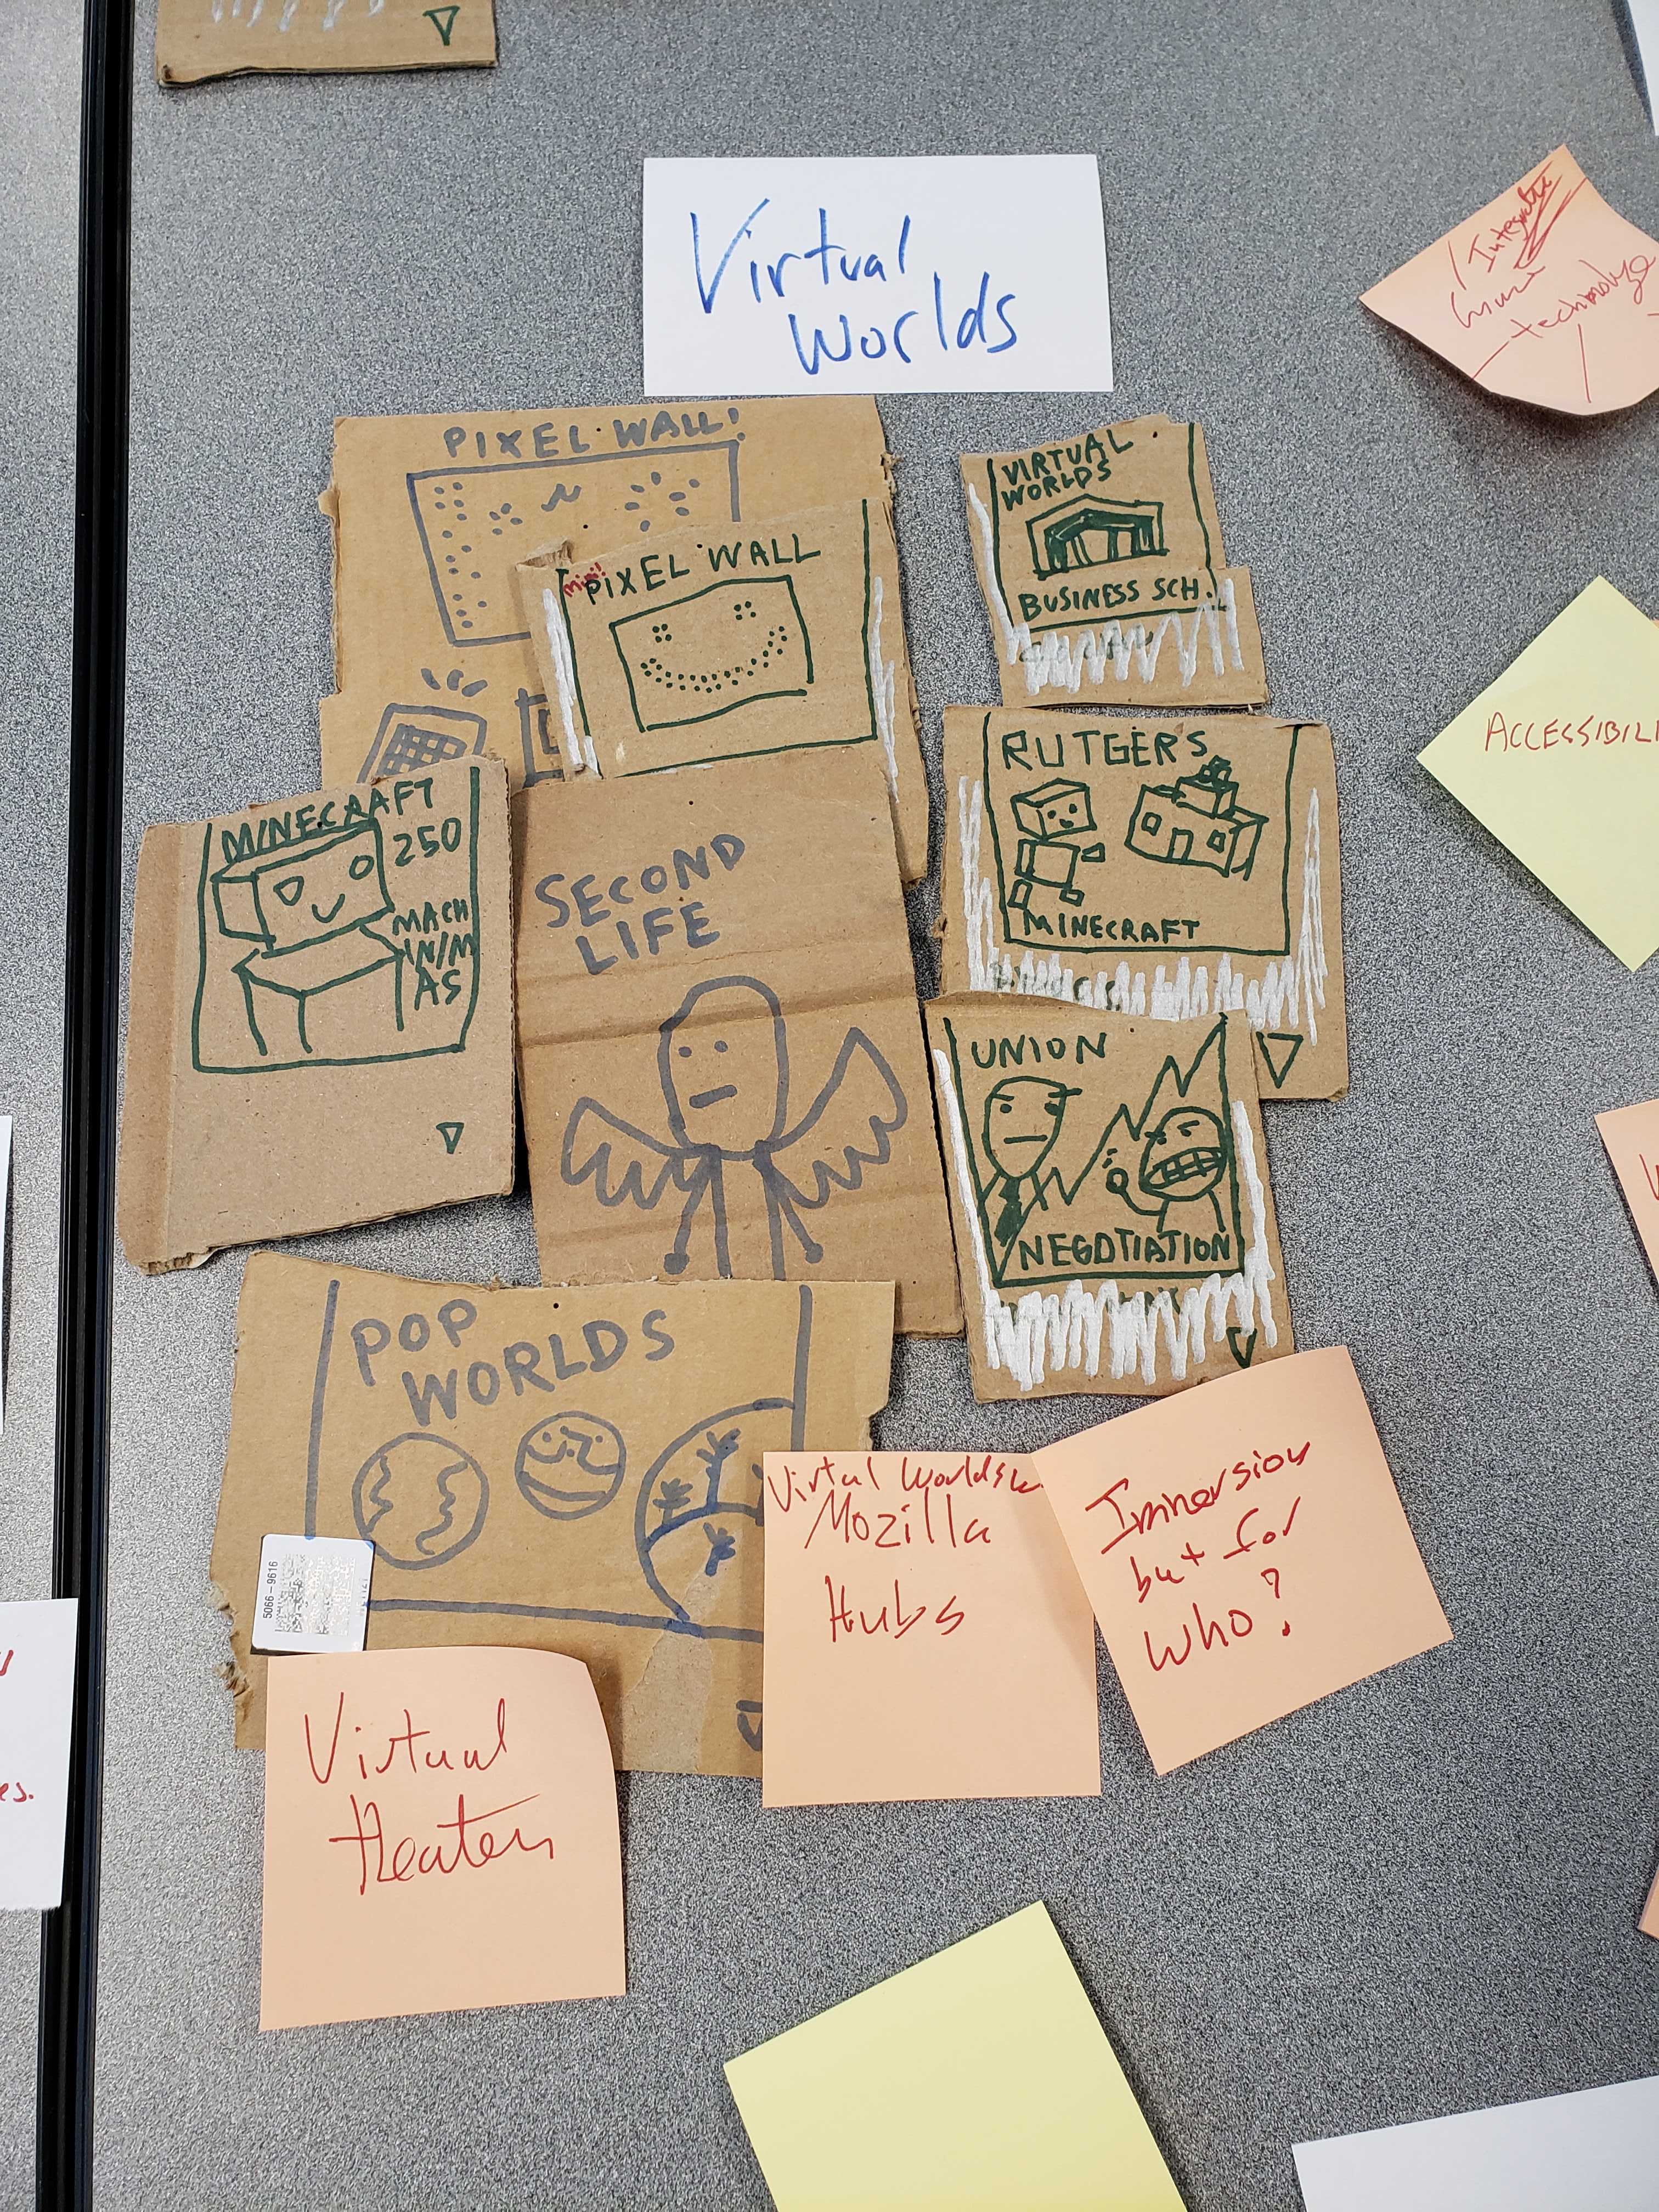 Virtual
Worlds
Integrate
technology
PIXEL WALL!
mini!
PIXEL WALL
VIRTUAL
WORLDS
BUSINESS SCH.
ACCESSIBILI
RUTGERS
MINECRAFT
MINECRAFT
250
MACH
IN/M
AS
SECOND
LIFE
UNION
NEGOTIATION
POP
WORLDS
5066-9616
Virtual Worlds
Mozilla
Hubs
Immersion
but for
who?
Virtual
theater
es.